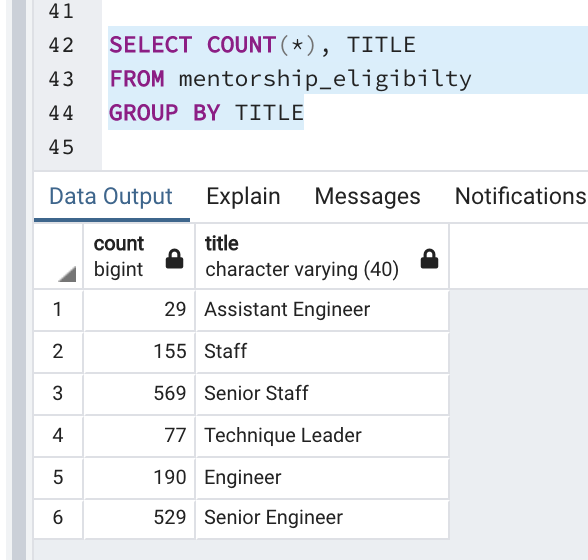 41
42 SELECT COUNT(*), TITLE
43 FROM mentorship_eligibilty
44 GROUP BY TITLE
45
Data Output Explain Messages Notifications
count title
bigint character varying (40)
1 29 Assistant Engineer
2 155 Staff
3 569 Senior Staff
4 77 Technique Leader
5 190 Engineer
6 529 Senior Engineer